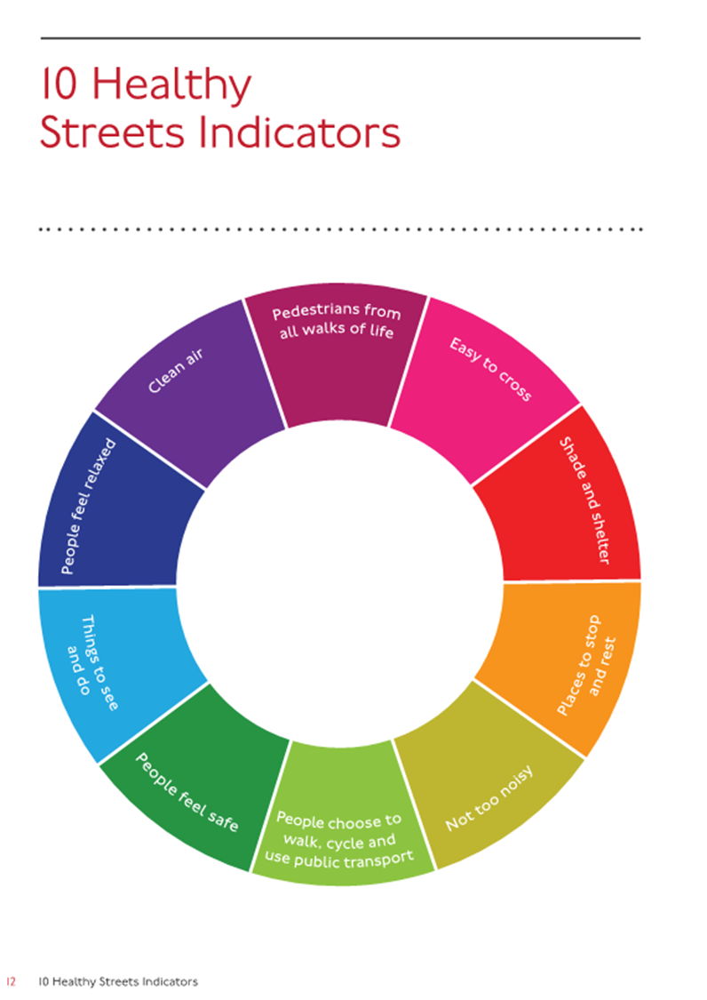 10 Healthy
Streets Indicators
Pedestrians from
all walks of life
Easy to cross
Shade and shelter
Places to stop
and rest
Not too noisy
People choose to
walk, cycle and
use public transport
People feel safe
Things to see
and do
People feel relaxed
Clean air
12 10 Healthy Streets Indicators